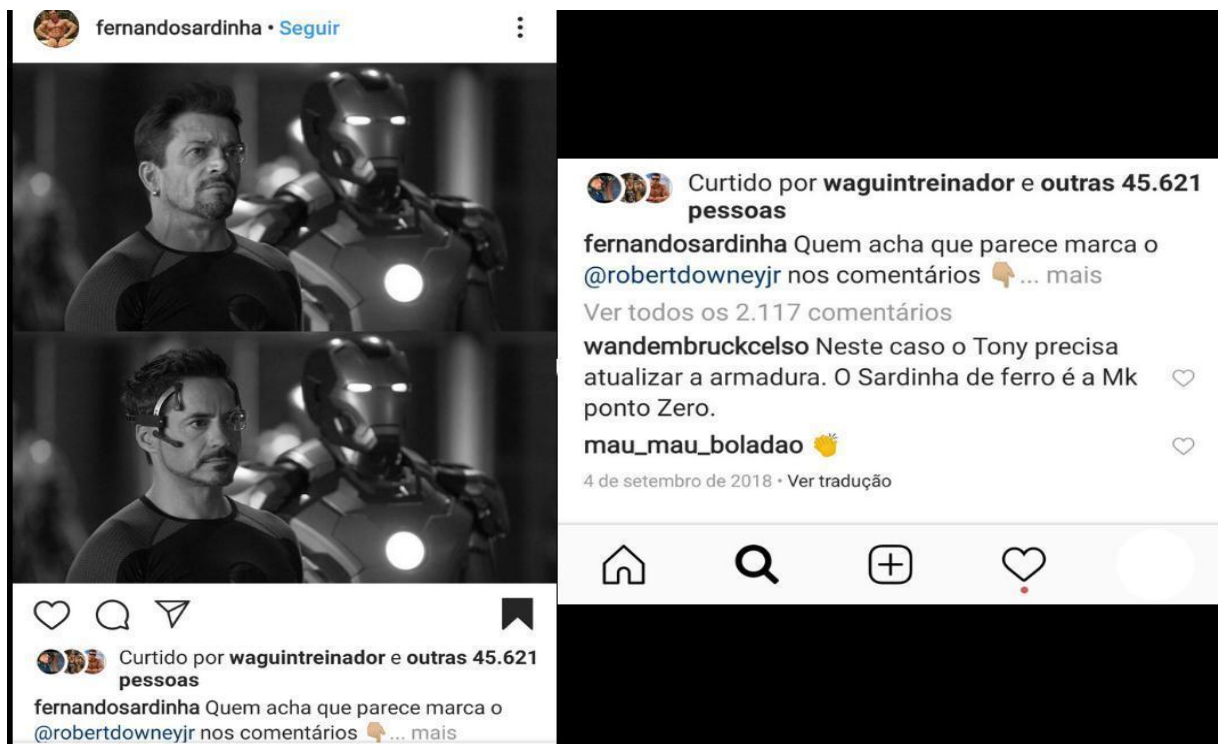 fernandosardinha • Seguir
Curtido por waguintreinador e outras 45.621
pessoas
fernandosardinha Quem acha que parece marca o
@robertdowneyjr nos comentários 👇🏼... mais
Curtido por waguintreinador e outras 45.621
pessoas
fernandosardinha Quem acha que parece marca o
@robertdowneyjr nos comentários 👇🏼... mais
Ver todos os 2.117 comentários
wandembruckcelso Neste caso o Tony precisa
atualizar a armadura. O Sardinha de ferro é a Mk
ponto Zero.
mau_mau_boladao 👏
4 de setembro de 2018 • Ver tradução